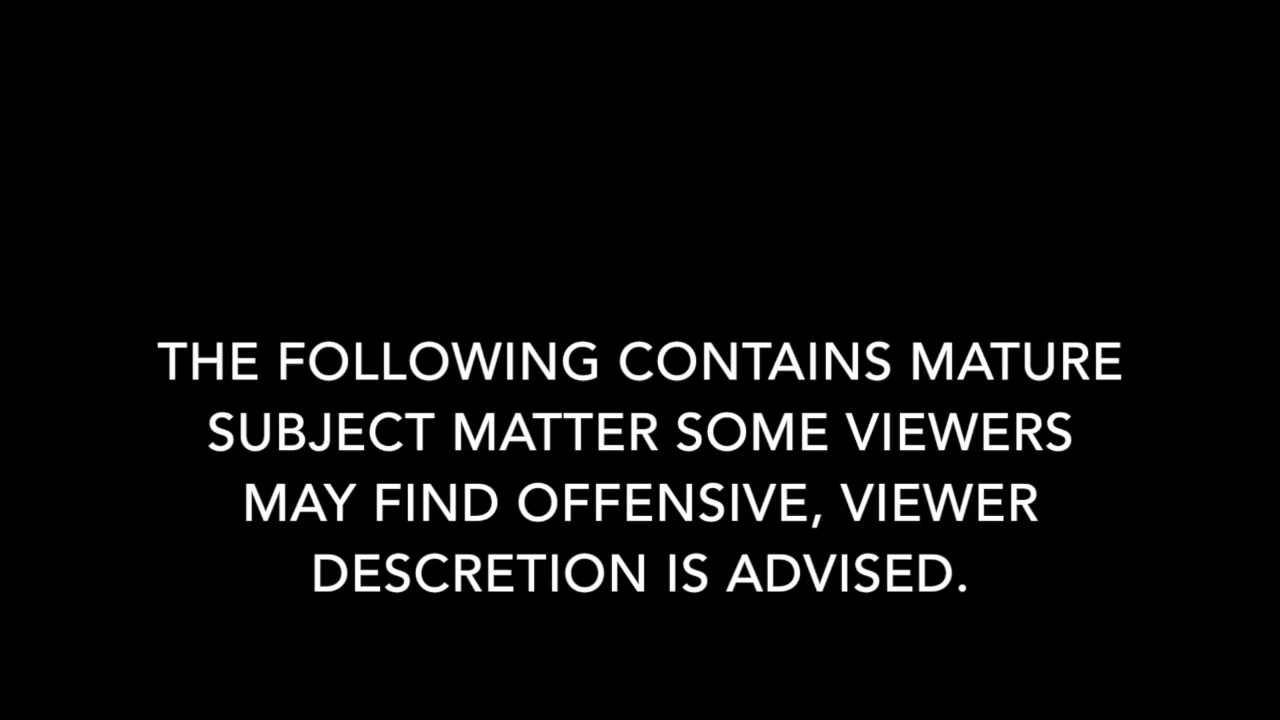 THE FOLLOWING CONTAINS MATURE
SUBJECT MATTER SOME VIEWERS
MAY FIND OFFENSIVE, VIEWER
DESCRETION IS ADVISED.